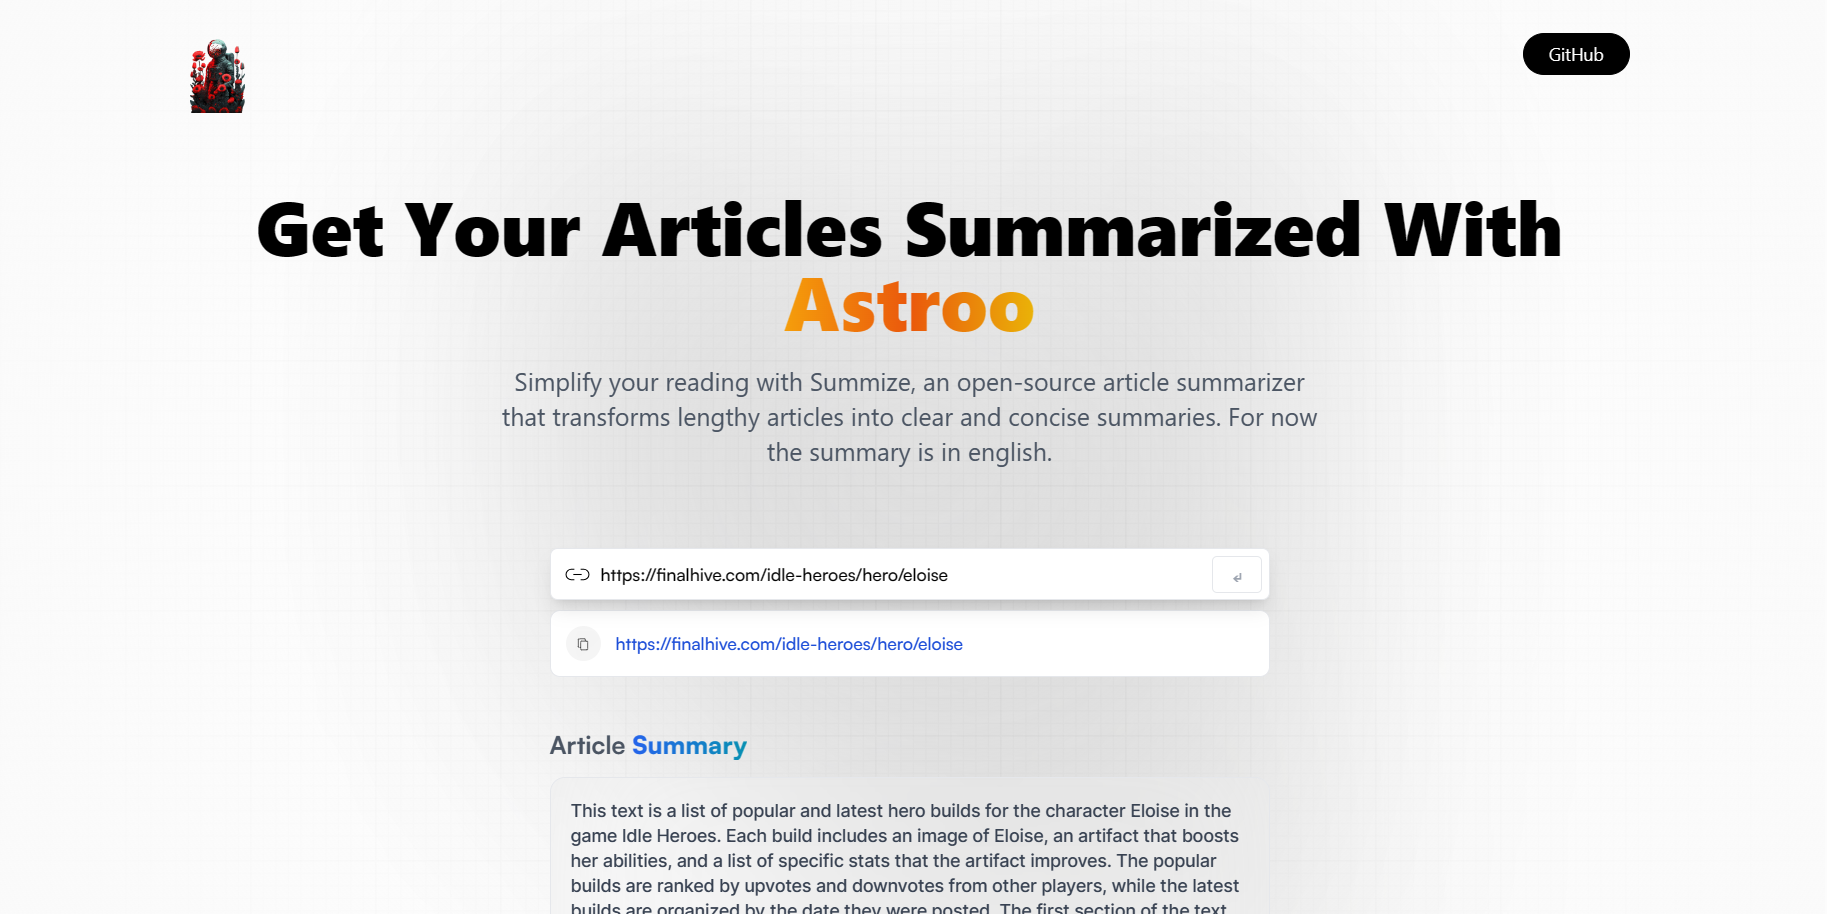 GitHub
Get Your Articles Summarized With
Astroo
Simplify your reading with Summize, an open-source article summarizer
that transforms lengthy articles into clear and concise summaries. For now
the summary is in english.
https://finalhive.com/idle-heroes/hero/eloise
https://finalhive.com/idle-heroes/hero/eloise
Article Summary
This text is a list of popular and latest hero builds for the character Eloise in the
game Idle Heroes. Each build includes an image of Eloise, an artifact that boosts
her abilities, and a list of specific stats that the artifact improves. The popular
builds are ranked by upvotes and downvotes from other players, while the latest
builds are organized by the date they were posted. The first section of the text